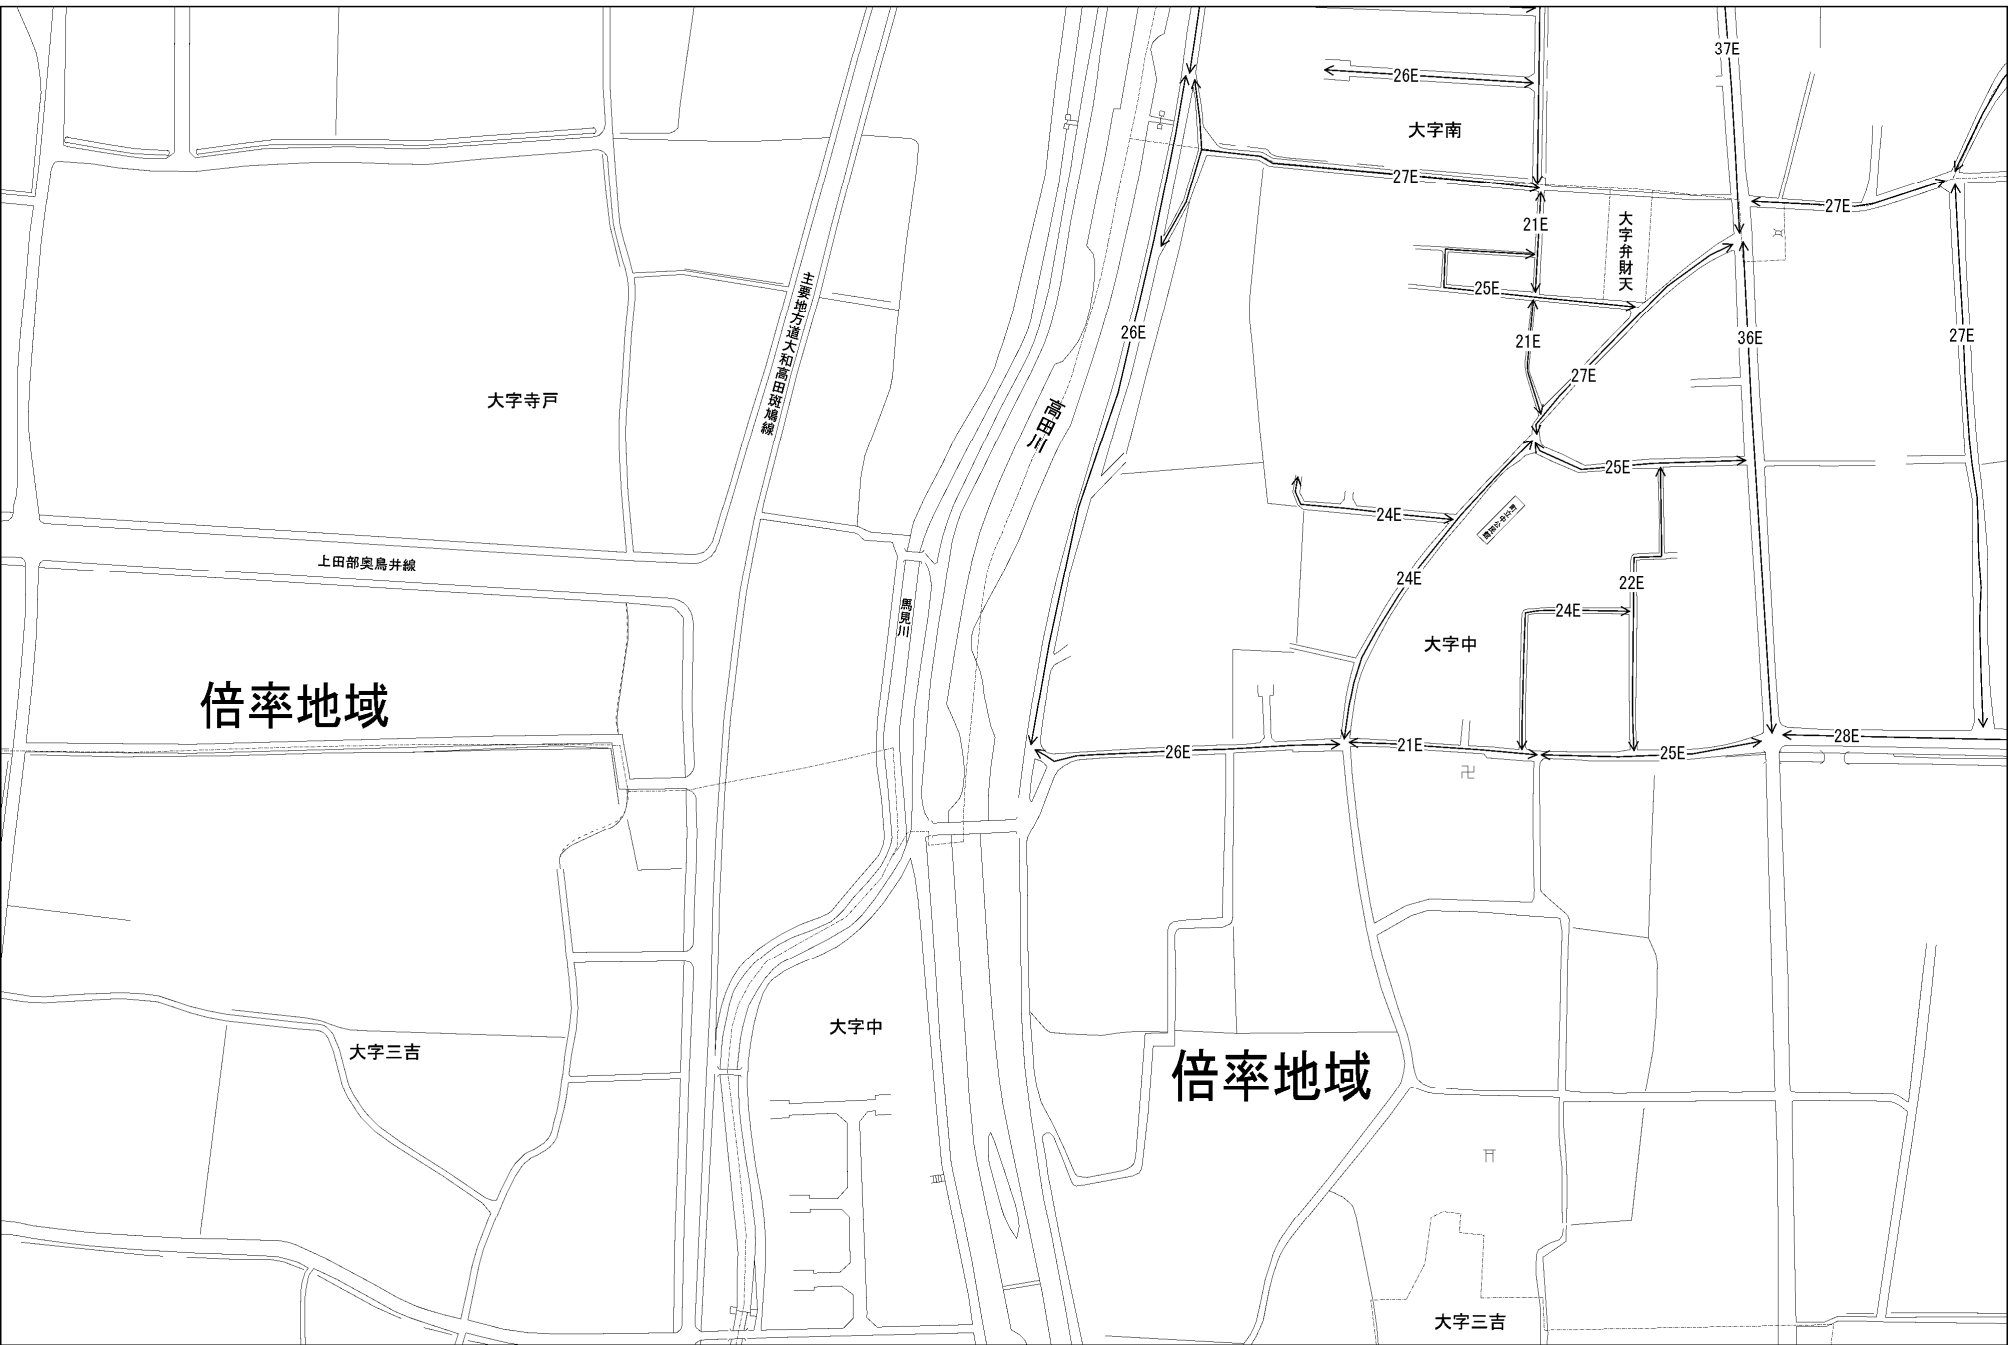 37E
26E
大字南
27E
27E
21E
大字弁財天
25E
主要地方道大和高田斑鳩線
26E
21E
36E
27E
27E
大字寺戸
高田川
25E
24E
上田部奥鳥井線
24E
22E
馬見川
24E
大字中
倍率地域
28E
26E
21E
25E
大字中
大字三吉
倍率地域
大字三吉